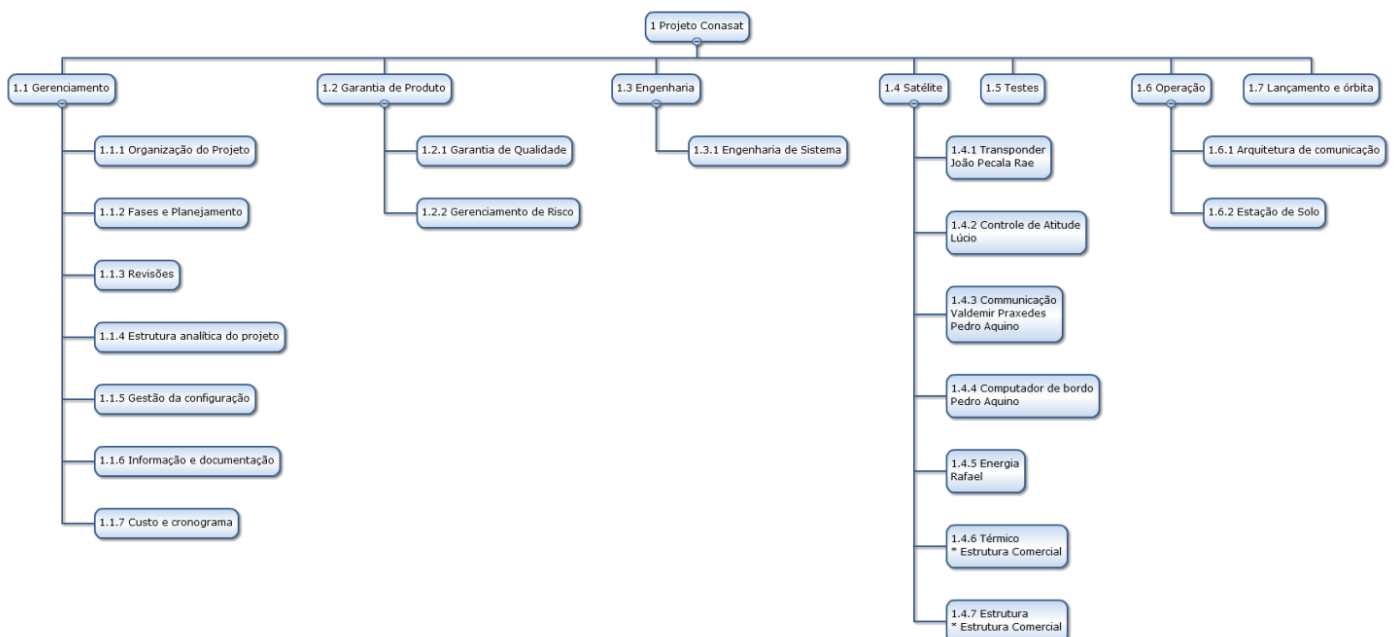 1 Projeto Conasat
1.1 Gerenciamento
1.2 Garantia de Produto
1.3 Engenharia
1.4 Satélite
1.5 Testes
1.6 Operação
1.7 Lançamento e órbita
1.1.1 Organização do Projeto
1.1.2 Fases e Planejamento
1.1.3 Revisões
1.1.4 Estrutura analítica do projeto
1.1.5 Gestão da configuração
1.1.6 Informação e documentação
1.1.7 Custo e cronograma
1.2.1 Garantia de Qualidade
1.2.2 Gerenciamento de Risco
1.3.1 Engenharia de Sistema
1.4.1 Transponder
João Pecala Rae
1.4.2 Controle de Atitude
Lúcio
1.4.3 Communicação
Valdemir Praxedes
Pedro Aquino
1.4.4 Computador de bordo
Pedro Aquino
1.4.5 Energia
Rafael
1.4.6 Térmico
* Estrutura Comercial
1.4.7 Estrutura
* Estrutura Comercial
1.6.1 Arquitetura de comunicação
1.6.2 Estação de Solo